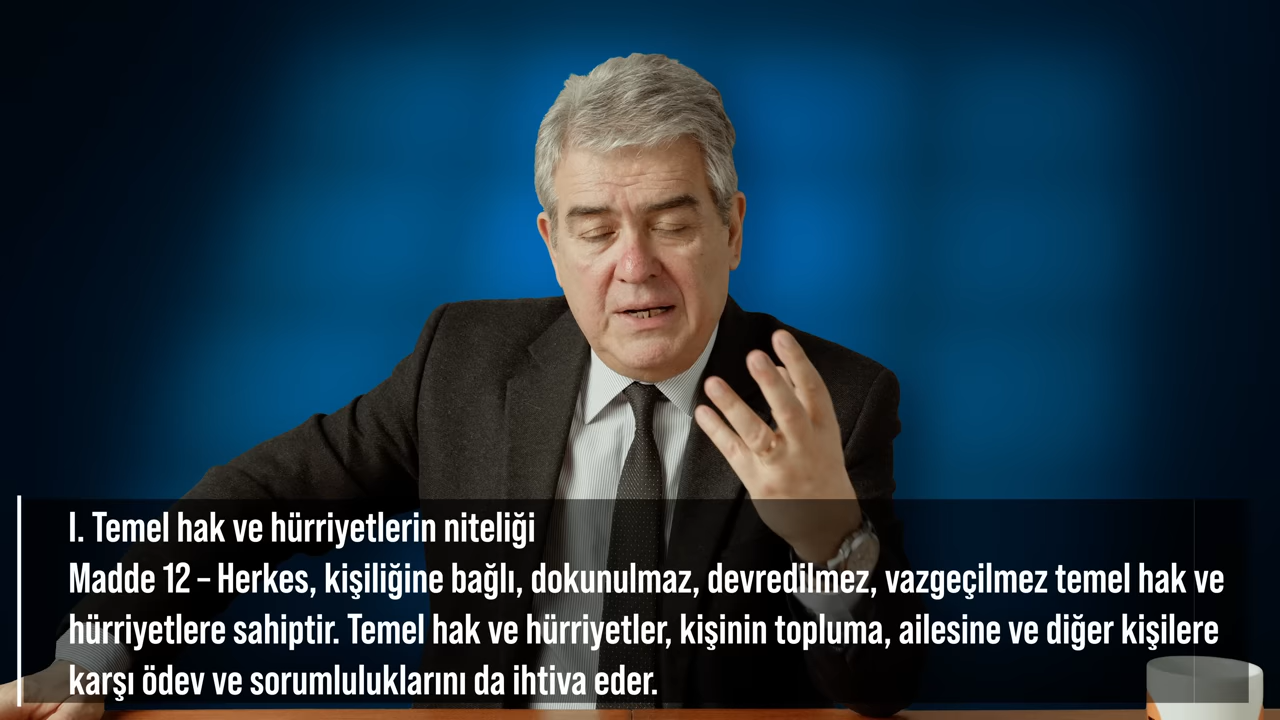 I. Temel hak ve hürriyetlerin niteliği
Madde 12 – Herkes, kişiliğine bağlı, dokunulmaz, devredilmez, vazgeçilmez temel hak ve
hürriyetlere sahiptir. Temel hak ve hürriyetler, kişinin topluma, ailesine ve diğer kişilere
karşı ödev ve sorumluluklarını da ihtiva eder.